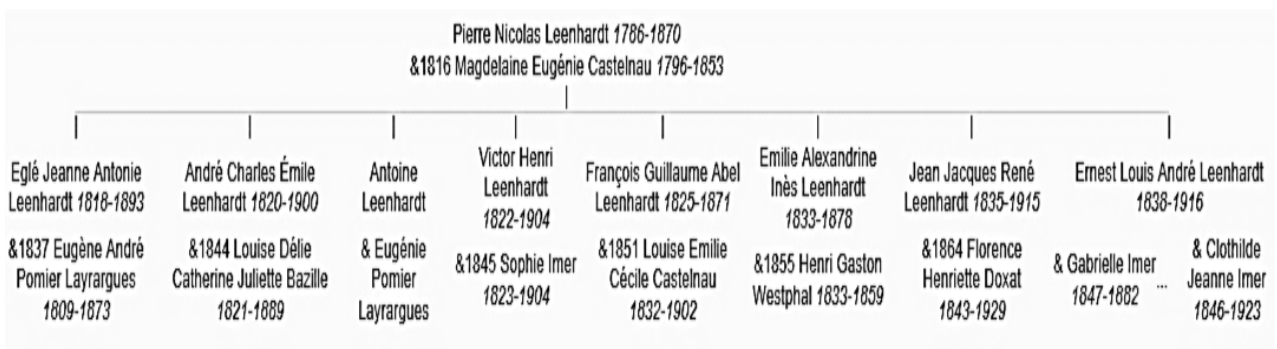 Pierre Nicolas Leenhardt 1786-1870
&1816 Magdelaine Eugénie Castelnau 1796-1853
Eglé Jeanne Antonie
Leenhardt 1818-1893
&1837 Eugène André
Pomier Layrargues
1809-1873
André Charles Émile
Leenhardt 1820-1900
&1844 Louise Délie
Catherine Juliette Bazille
1821-1889
Antoine
Leenhardt
& Eugénie
Pomier
Layrargues
Victor Henri
Leenhardt
1822-1904
&1845 Sophie Imer
1823-1904
François Guillaume Abel
Leenhardt 1825-1871
&1851 Louise Emilie
Cécile Castelnau
1832-1902
Emilie Alexandrine
Inès Leenhardt
1833-1878
&1855 Henri Gaston
Westphal 1833-1859
Jean Jacques René
Leenhardt 1835-1915
&1864 Florence
Henriette Doxat
1843-1929
Ernest Louis André Leenhardt
1838-1916
& Gabrielle Imer
1847-1882
...
& Clothilde
Jeanne Imer
1846-1923